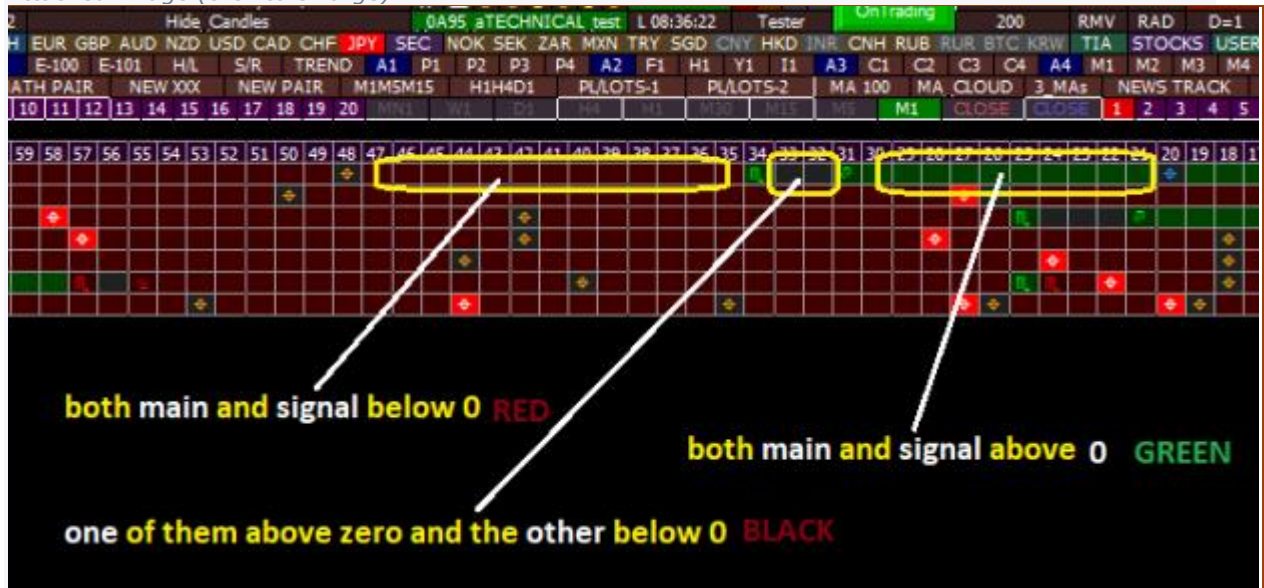 Hide_Candles 0A95_aTECHNICAL_test L 08:36:22 Tester OnTrading 200 RMV RAD D=1
EUR GBP AUD NZD USD CAD CHF JPY SEC NOK SEK ZAR MXN TRY SGD CNY HKD INR CNH RUB RUR BTC KRW TIA STOCKS USER
E-100 E-101 H/L S/R TREND A1 P1 P2 P3 P4 A2 F1 H1 Y1 I1 A3 C1 C2 C3 C4 A4 M1 M2 M3 M4
ATH PAIR NEW XXX NEW PAIR M1M5M15 H1H4D1 PL/LOTS-1 PL/LOTS-2 MA 100 MA_CLOUD 3_MAs NEWS TRACK
10 11 12 13 14 15 16 17 18 19 20 MN1 W1 D1 H4 H1 M30 M15 M5 M1 CLOSE CLOSE 1 2 3 4 5
59 58 57 56 55 54 53 52 51 50 49 48 47 46 45 44 43 42 41 40 39 38 37 36 35 34 33 32 31 30 29 28 27 26 25 24 23 22 21 20 19 18
both main and signal below 0 RED
both main and signal above 0 GREEN
one of them above zero and the other below 0 BLACK